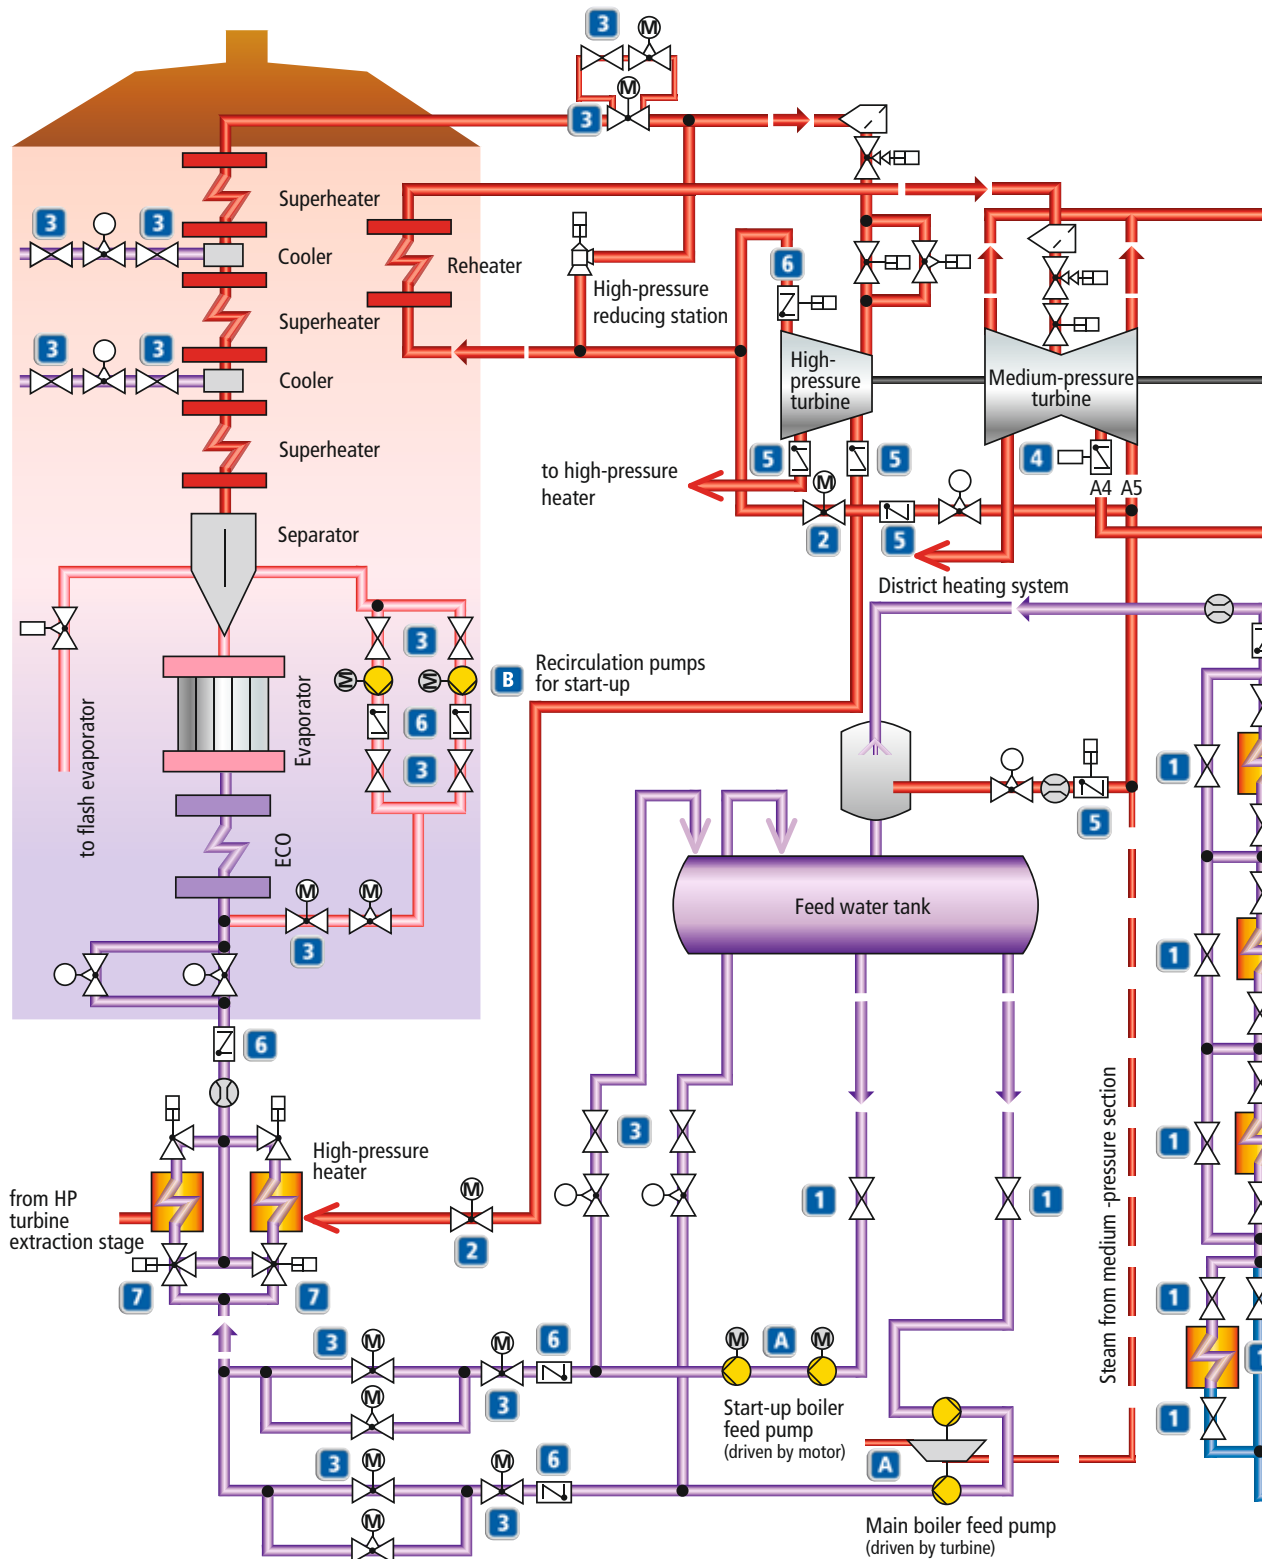 3
M
M
3
Superheater
3
3
Cooler
Reheater
High-pressure
reducing station
6
High-
pressure
turbine
Medium-pressure
turbine
Superheater
3
3
Cooler
Superheater
to high-pressure
heater
5
5
4
A4
A5
M
2
5
District heating system
Separator
3
M
M
B
Recirculation pumps
for start-up
6
3
Evaporator
to flash evaporator
ECO
M
M
3
1
5
Feed water tank
1
6
3
1
High-pressure
heater
from HP
turbine
extraction stage
M
2
1
1
7
7
1
Steam from medium -pressure section
3
M
M
6
M
A
M
3
M
1
1
Start-up boiler
feed pump
(driven by motor)
3
M
M
6
A
3
M
Main boiler feed pump
(driven by turbine)